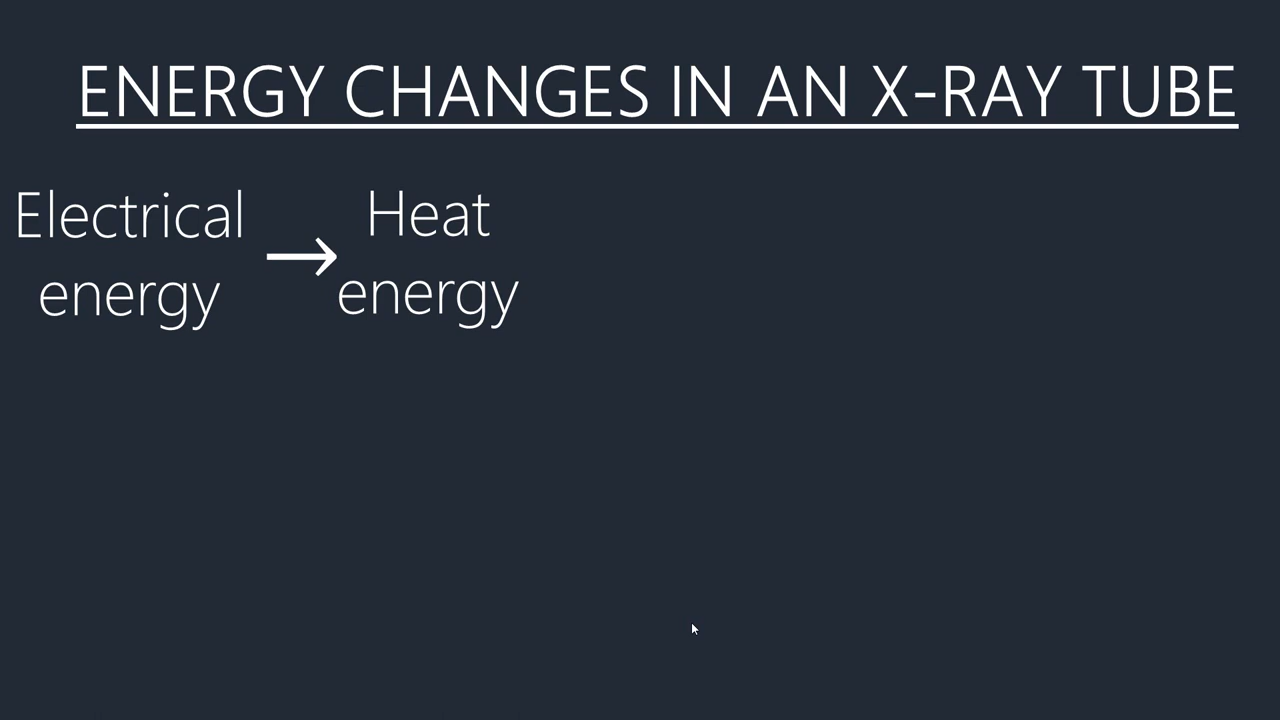 ENERGY CHANGES IN AN X-RAY TUBE
Electrical energy → Heat energy